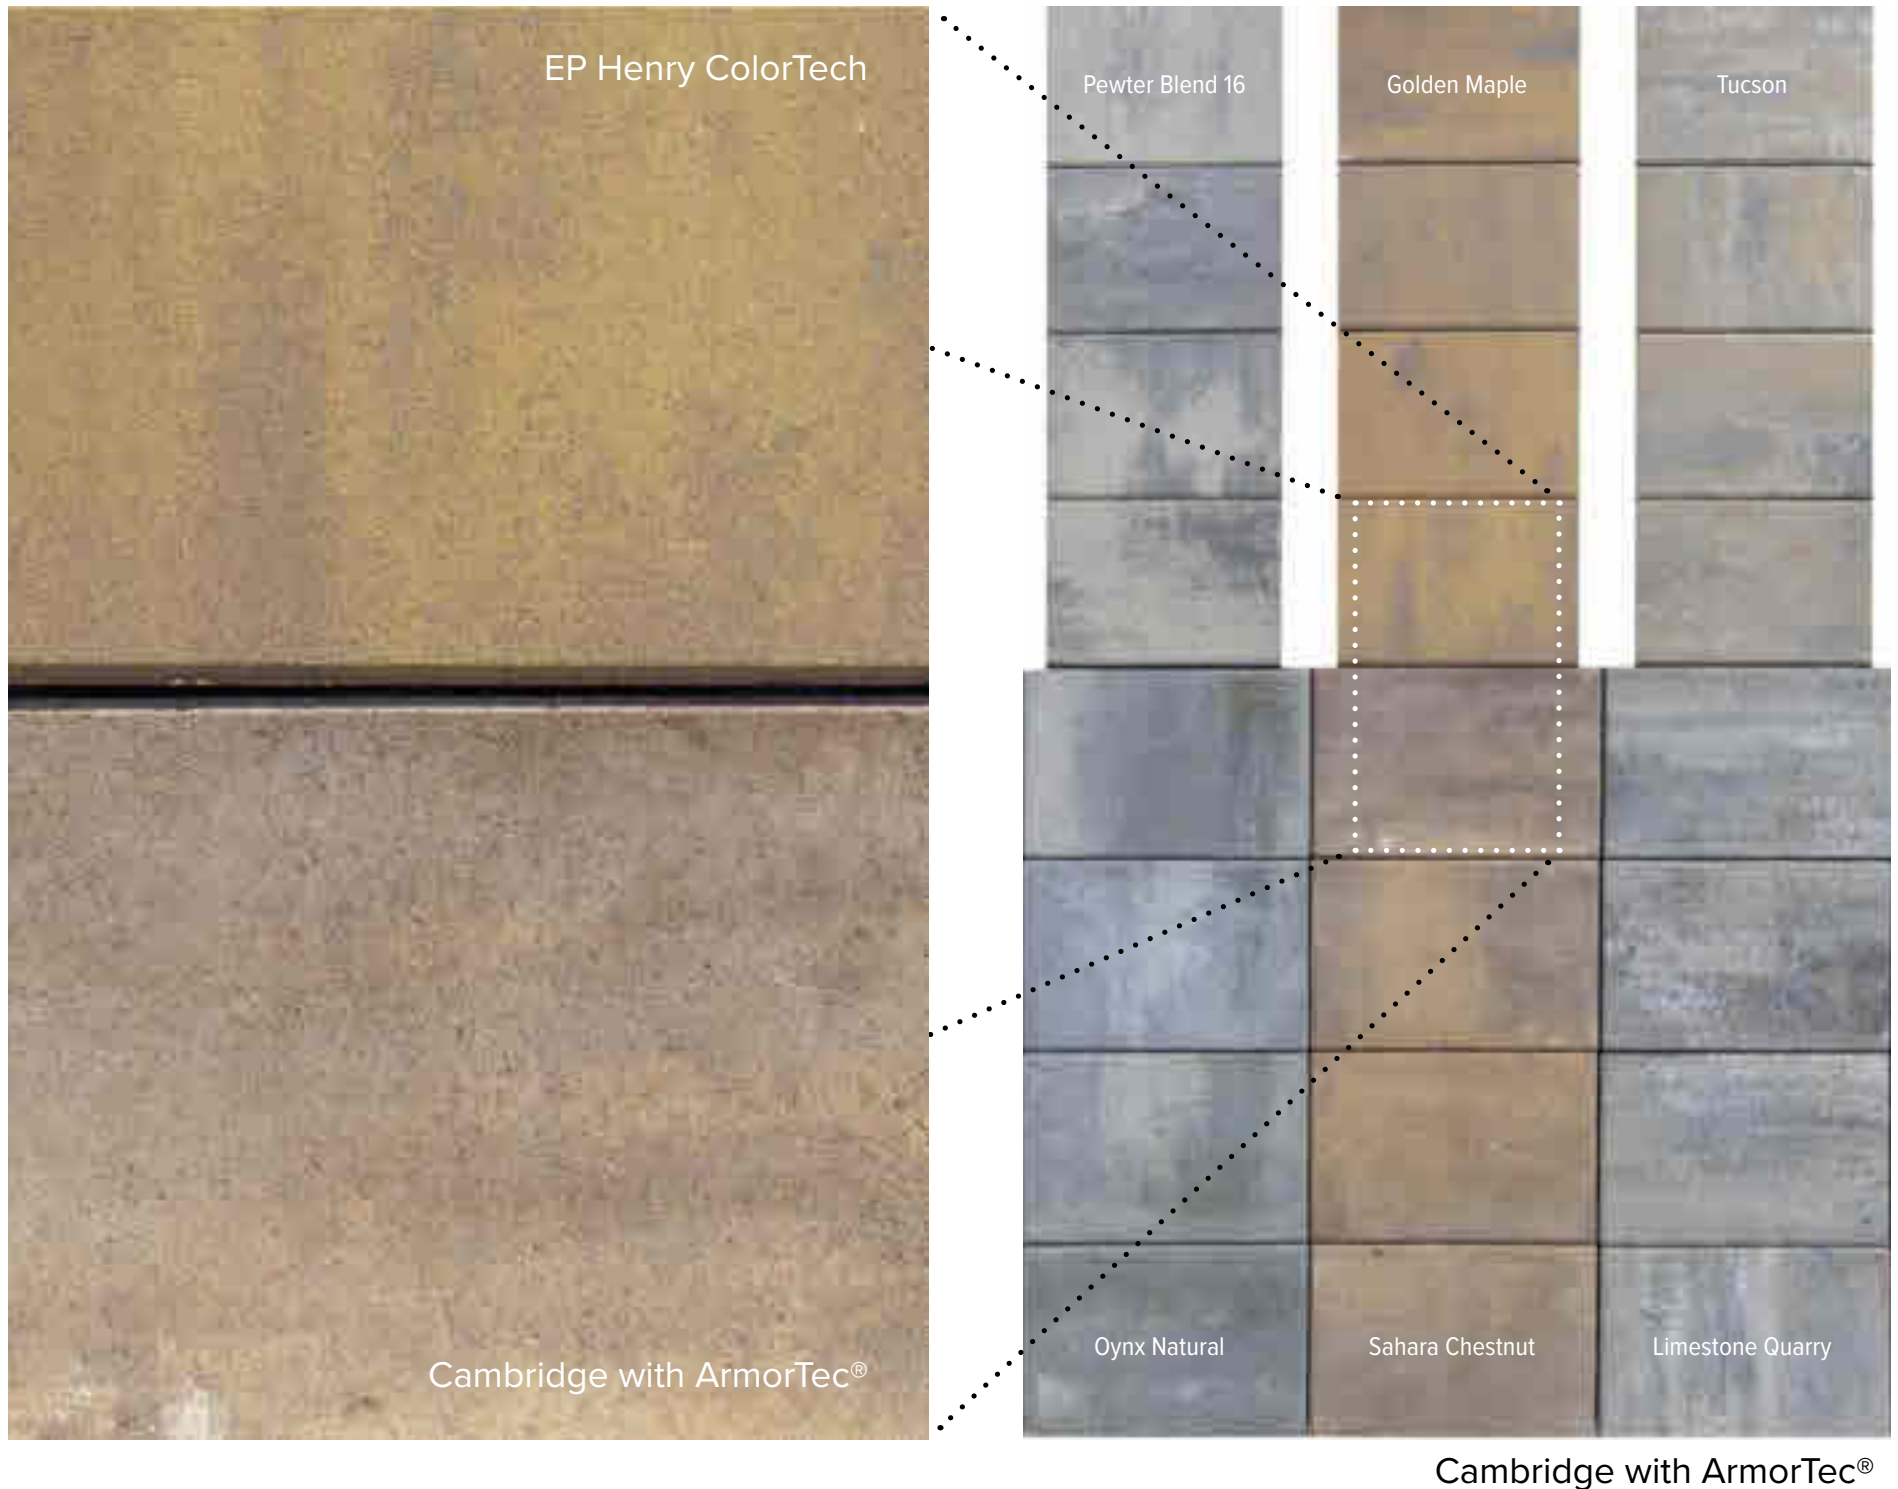 EP Henry ColorTech
Pewter Blend 16
Golden Maple
Tucson
Oynx Natural
Sahara Chestnut
Limestone Quarry
Cambridge with ArmorTec®
Cambridge with ArmorTec®